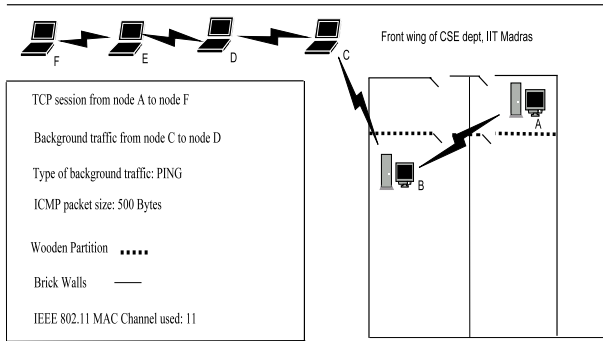 Front wing of CSE dept, IIT Madras
F
E
D
C
A
B
TCP session from node A to node F
Background traffic from node C to node D
Type of background traffic: PING
ICMP packet size: 500 Bytes
Wooden Partition
Brick Walls
IEEE 802.11 MAC Channel used: 11